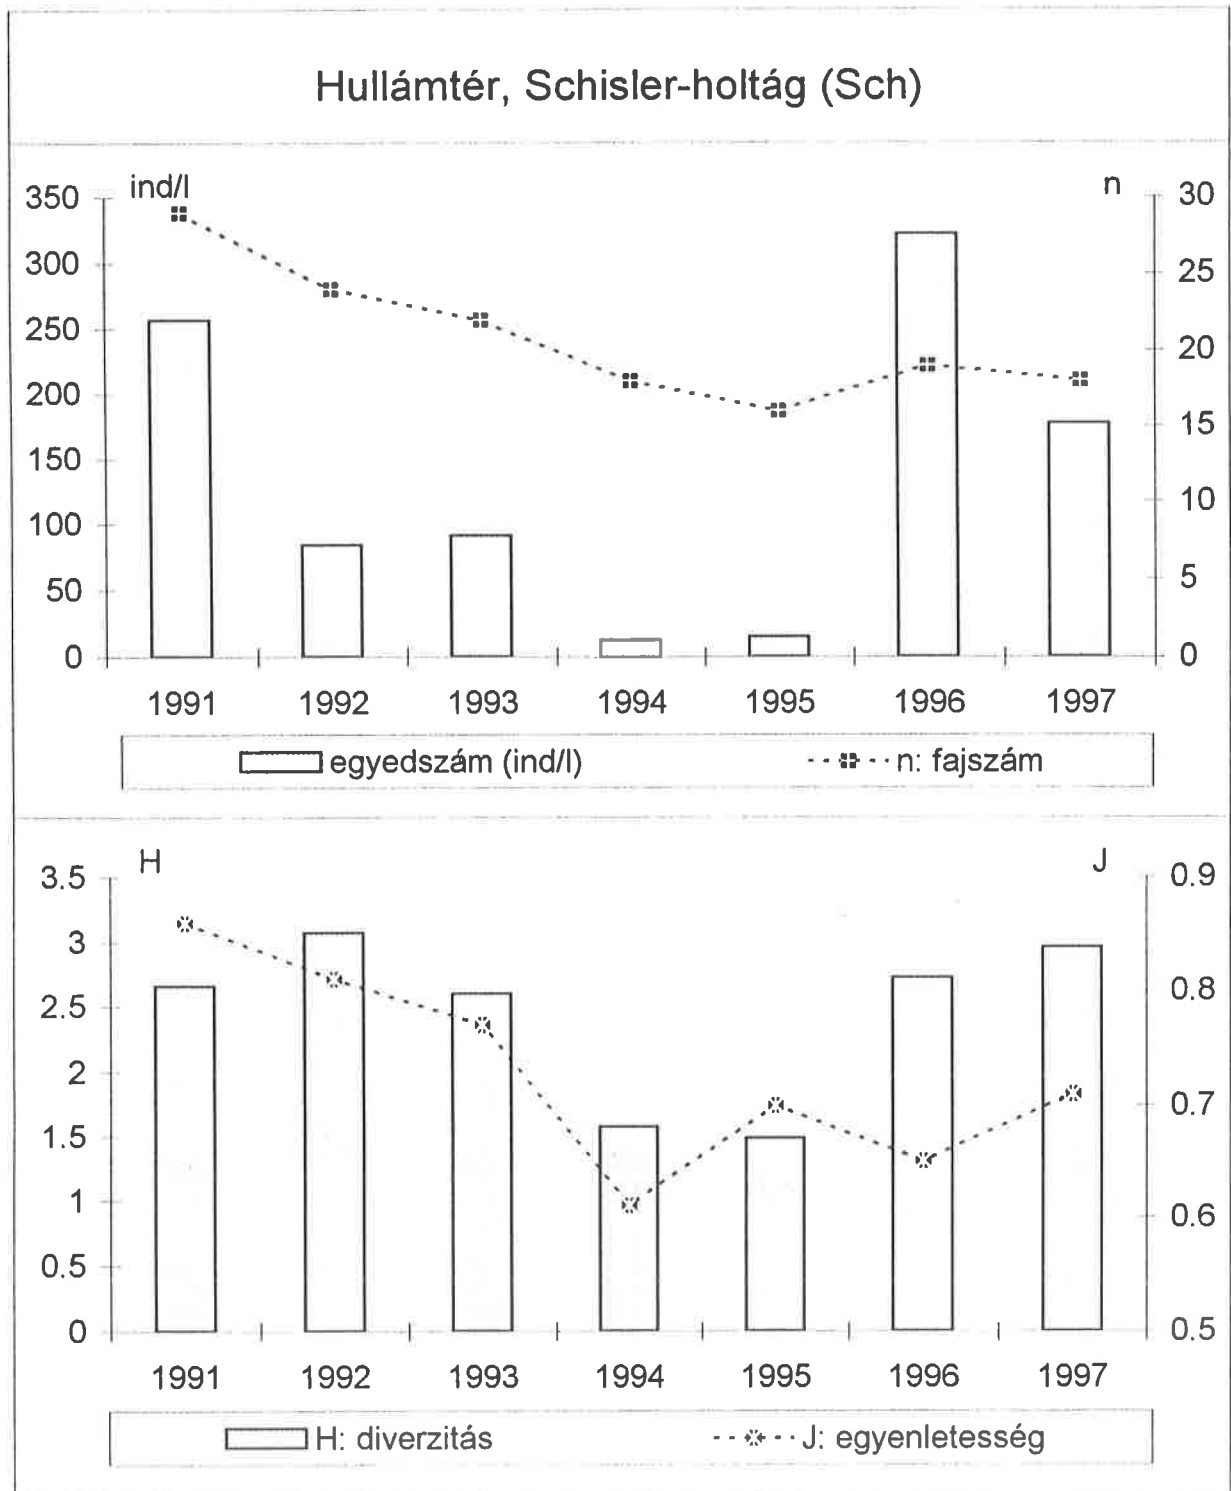 Hullámtér, Schisler-holtág (Sch)
ind/l n
350 30
300 25
250 20
200 15
150 10
100 5
50 0
0
1991 1992 1993 1994 1995 1996 1997
egyedszám (ind/l) n: fajszám
H J
3.5 0.9
3 0.8
2.5 0.7
2 0.6
1.5 0.5
1
0.5
0
1991 1992 1993 1994 1995 1996 1997
H: diverzitás J: egyenletesség